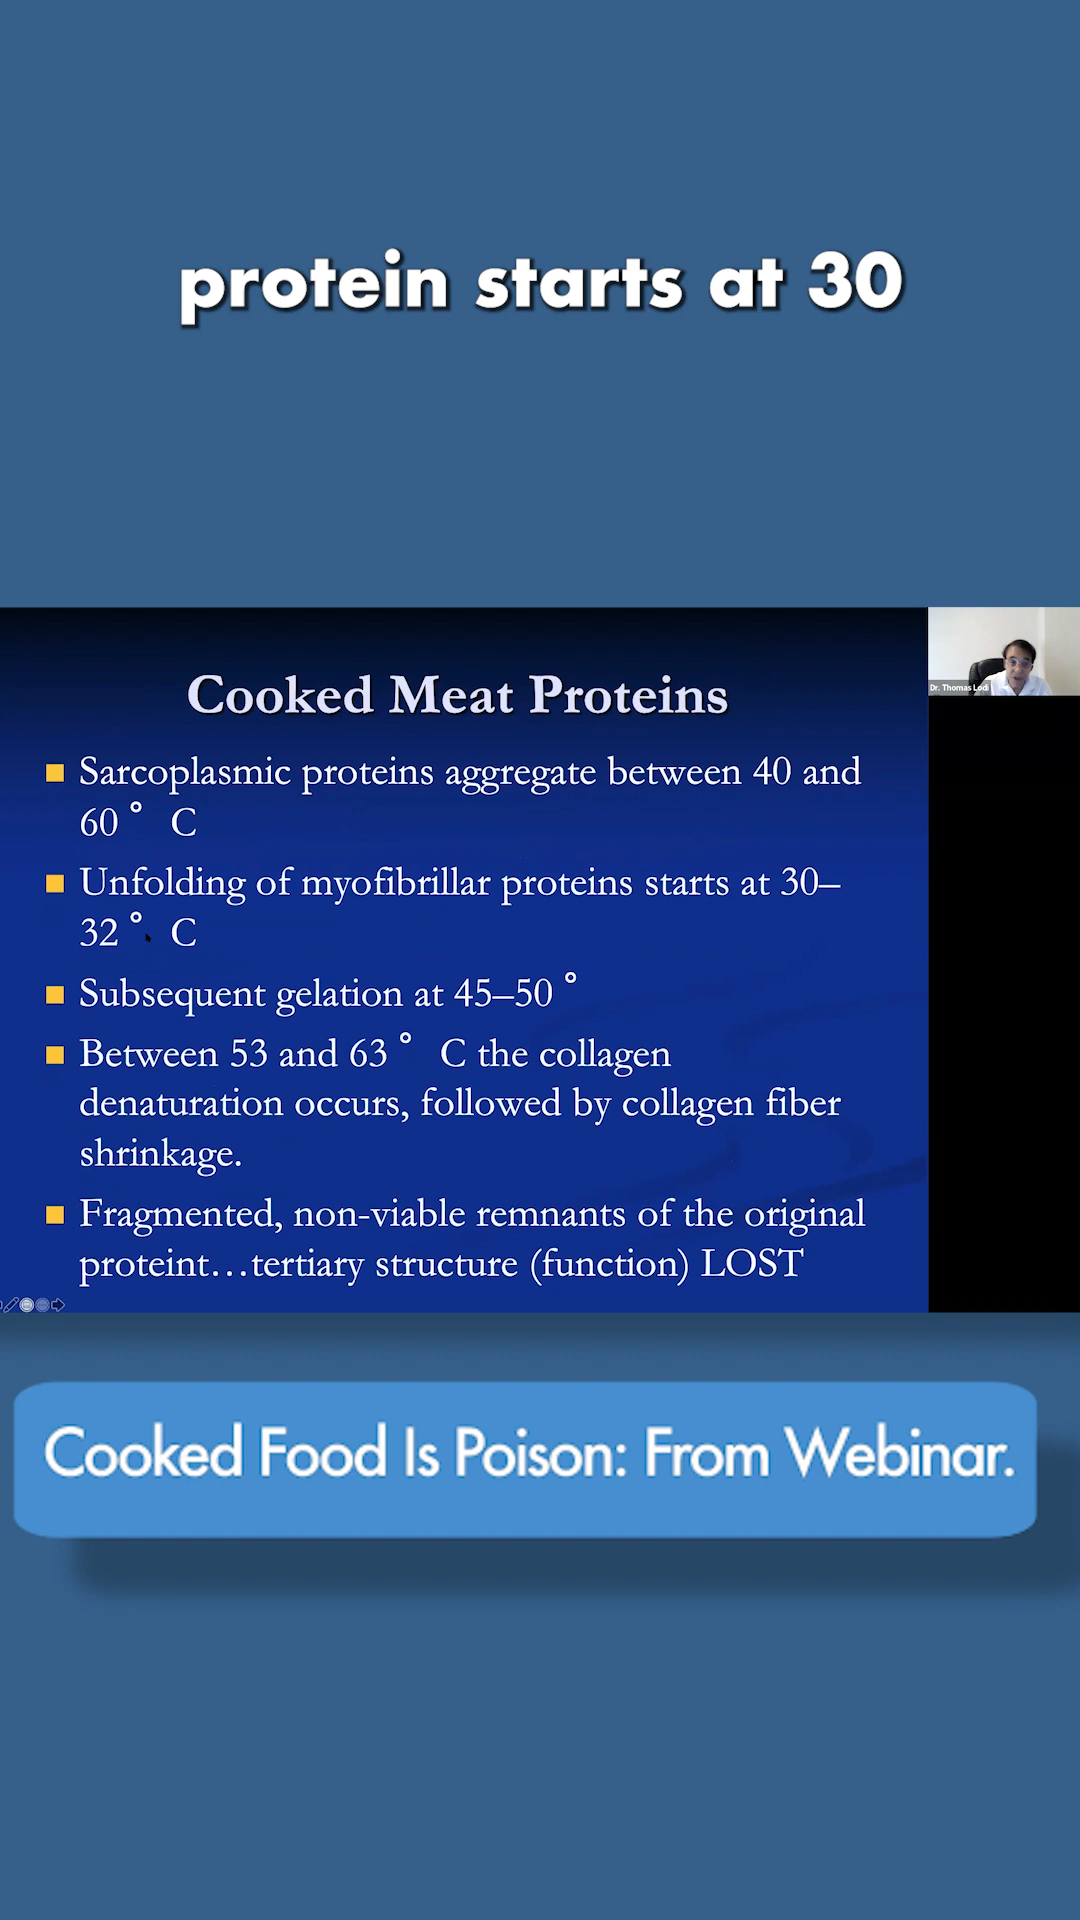 protein starts at 30
Cooked Meat Proteins
Sarcoplasmic proteins aggregate between 40 and
60 ° C
Unfolding of myofibrillar proteins starts at 30–
32 ° C
Subsequent gelation at 45–50 °
Between 53 and 63 ° C the collagen
denaturation occurs, followed by collagen fiber
shrinkage.
Fragmented, non-viable remnants of the original
proteint…tertiary structure (function) LOST
Dr. Thomas Lodi
Cooked Food Is Poison: From Webinar.